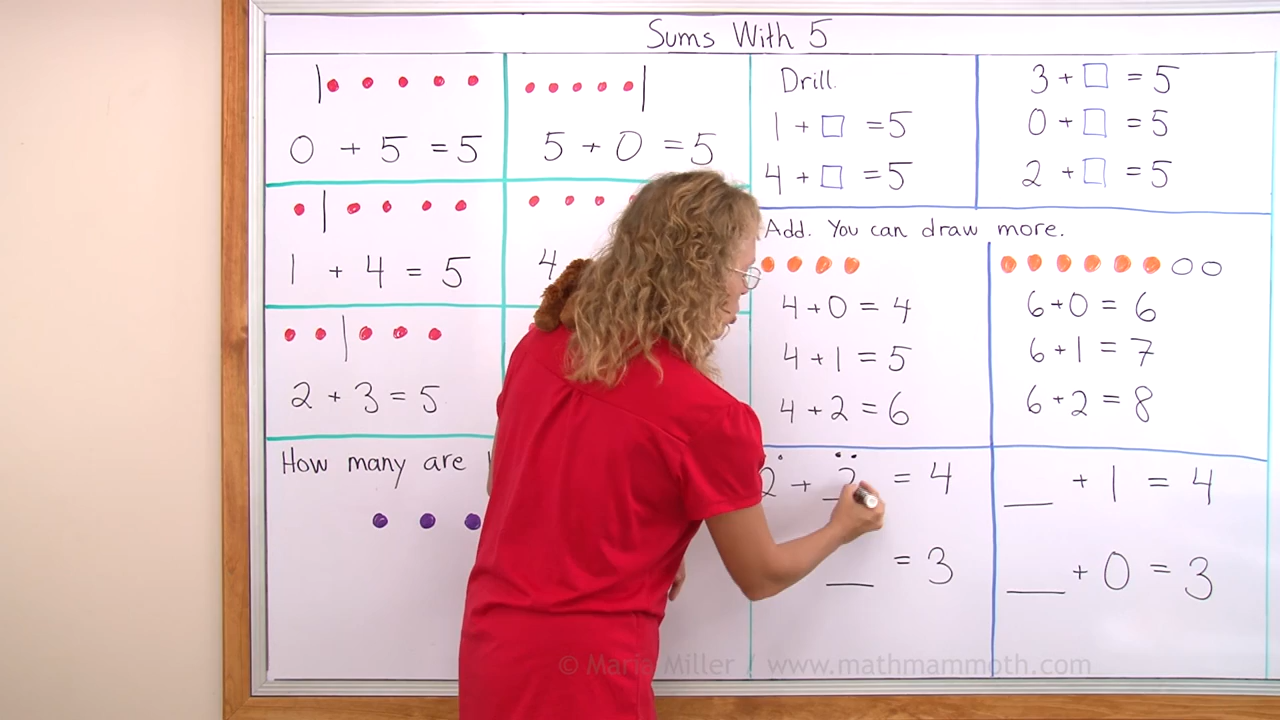 Sums With 5
0 + 5 = 5
5 + 0 = 5
1 + 4 = 5
4
2 + 3 = 5
How many are
Drill.
1 + □ = 5
4 + □ = 5
3 + □ = 5
0 + □ = 5
2 + □ = 5
Add. You can draw more.
4 + 0 = 4
4 + 1 = 5
4 + 2 = 6
6 + 0 = 6
6 + 1 = 7
6 + 2 = 8
2 + 2 = 4
__ = 3
__ + 1 = 4
__ + 0 = 3
© Maria Miller / www.mathmammoth.com